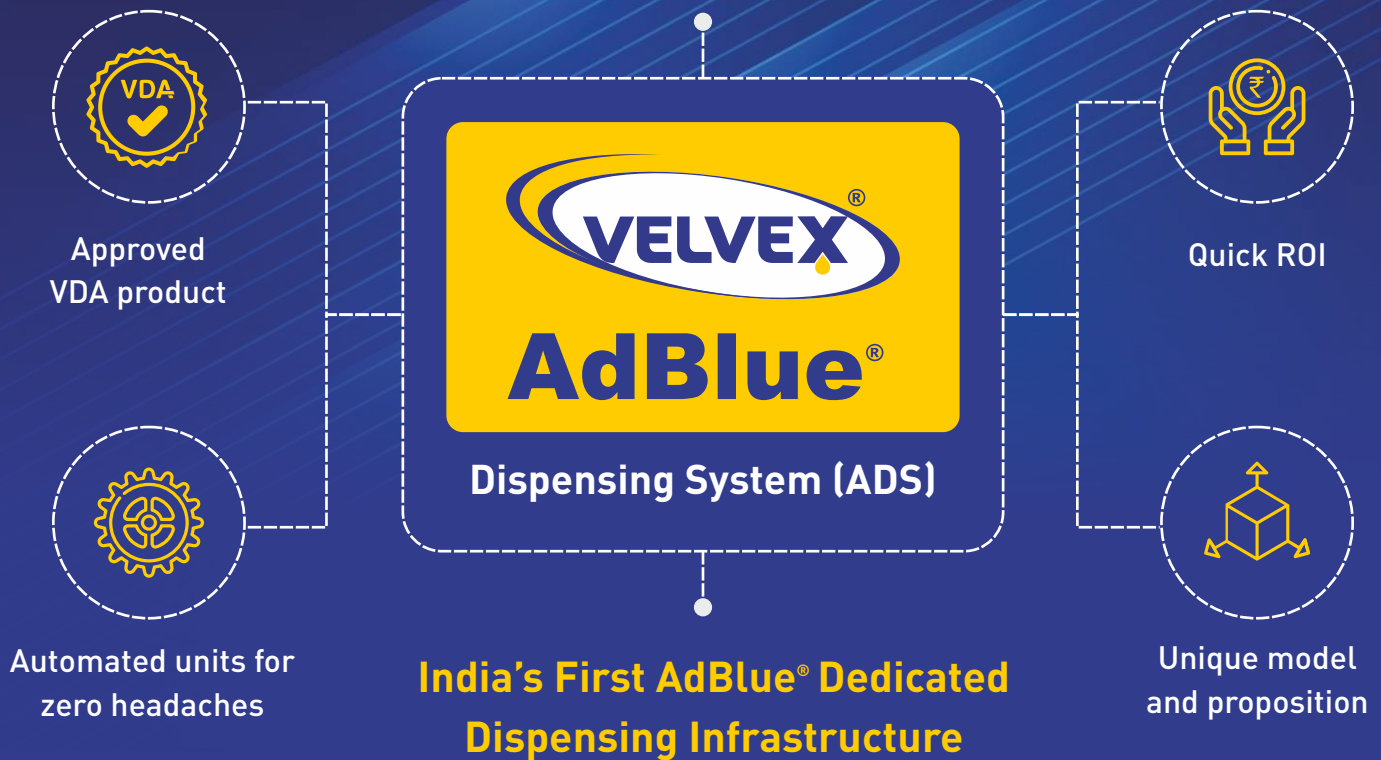 VDA
Approved
VDA product
Automated units for
zero headaches
VELVEX®
AdBlue®
Dispensing System (ADS)
India’s First AdBlue® Dedicated
Dispensing Infrastructure
₹
Quick ROI
Unique model
and proposition